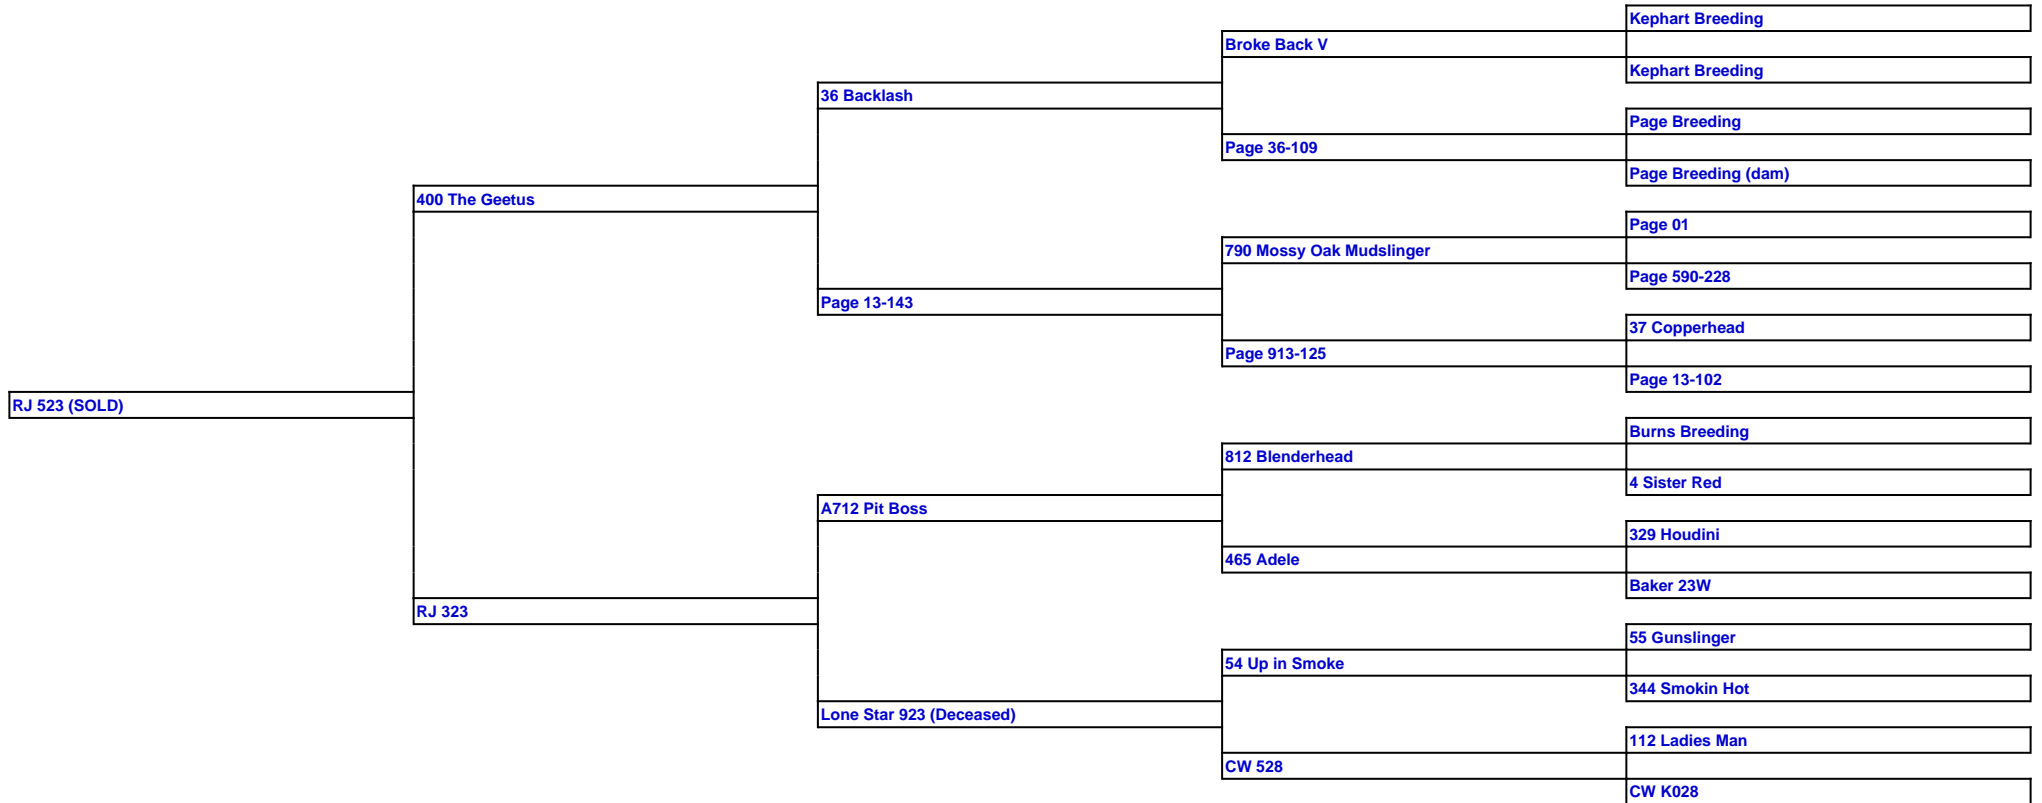 Kephart Breeding
Broke Back V
Kephart Breeding
36 Backlash
Page Breeding
Page 36-109
Page Breeding (dam)
400 The Geetus
Page 01
790 Mossy Oak Mudslinger
Page 590-228
Page 13-143
37 Copperhead
Page 913-125
Page 13-102
RJ 523 (SOLD)
Burns Breeding
812 Blenderhead
4 Sister Red
A712 Pit Boss
329 Houdini
465 Adele
Baker 23W
RJ 323
55 Gunslinger
54 Up in Smoke
344 Smokin Hot
Lone Star 923 (Deceased)
112 Ladies Man
CW 528
CW K028